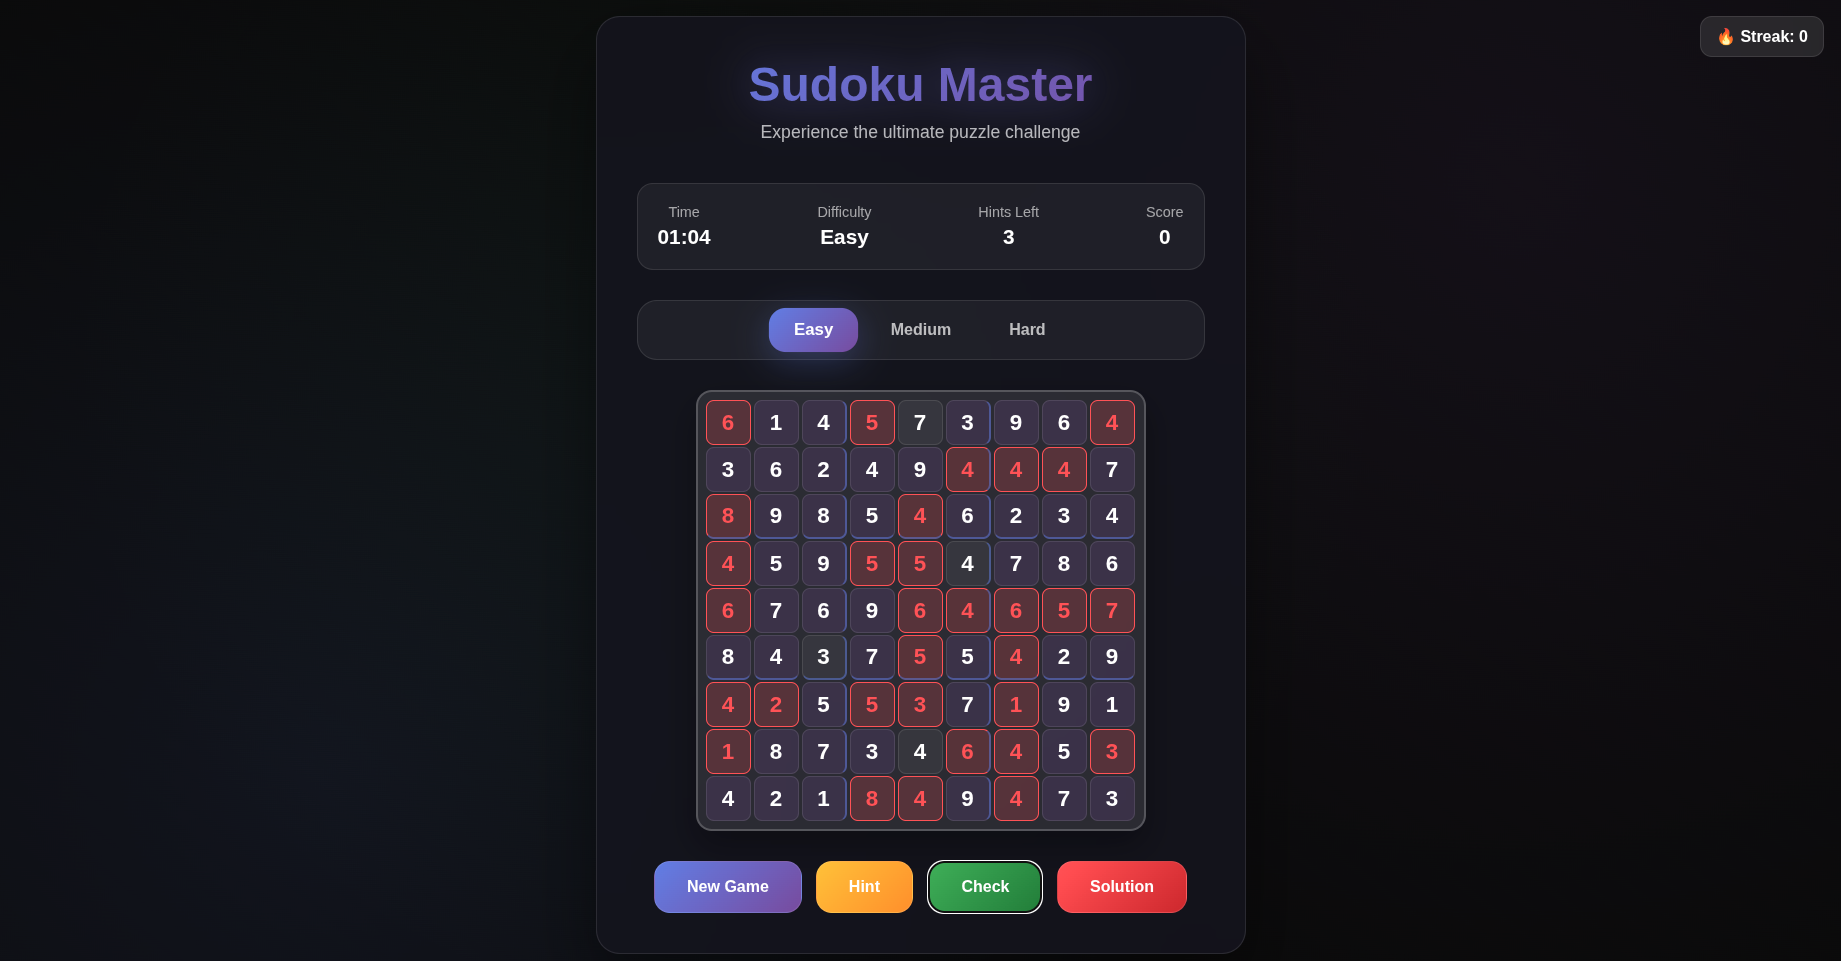 🔥 Streak: 0
Sudoku Master
Experience the ultimate puzzle challenge
Time Difficulty Hints Left Score
01:04 Easy 3 0
Easy Medium Hard
6 1 4 5 7 3 9 6 4
3 6 2 4 9 4 4 4 7
8 9 8 5 4 6 2 3 4
4 5 9 5 5 4 7 8 6
6 7 6 9 6 4 6 5 7
8 4 3 7 5 5 4 2 9
4 2 5 5 3 7 1 9 1
1 8 7 3 4 6 4 5 3
4 2 1 8 4 9 4 7 3
New Game Hint Check Solution